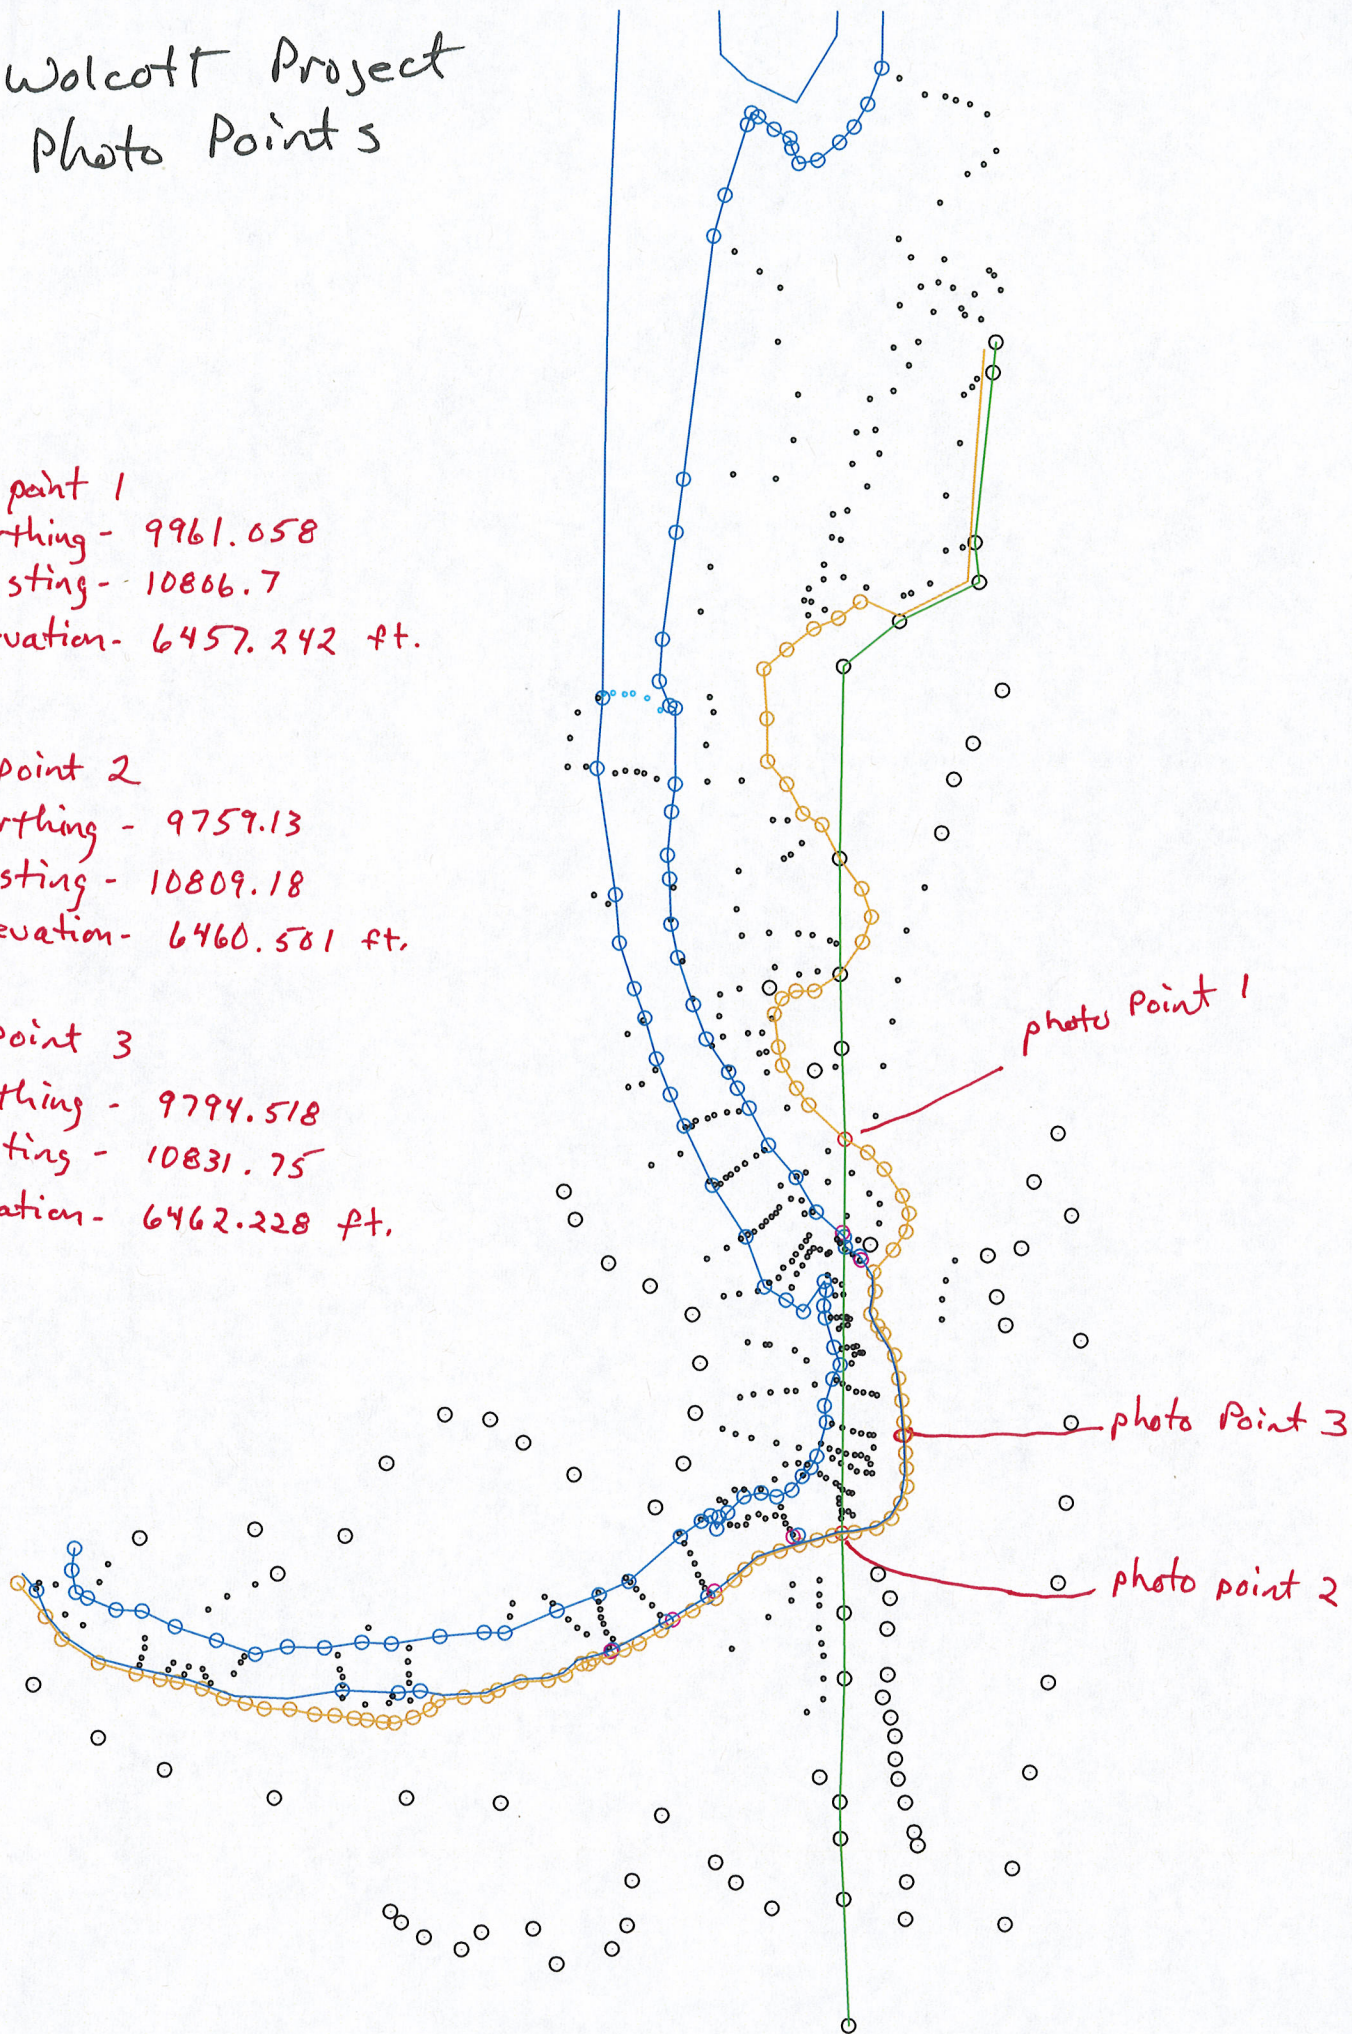 Wolcott Project
Photo Points
point 1
thing - 9961.058
sting - 10806.7
vation - 6457.242 ft.
point 2
rthing - 9759.13
sting - 10809.18
evation - 6460.501 ft.
point 3
thing - 9794.518
ting - 10831.75
ation - 6462.228 ft.
photo Point 1
photo Point 3
photo point 2